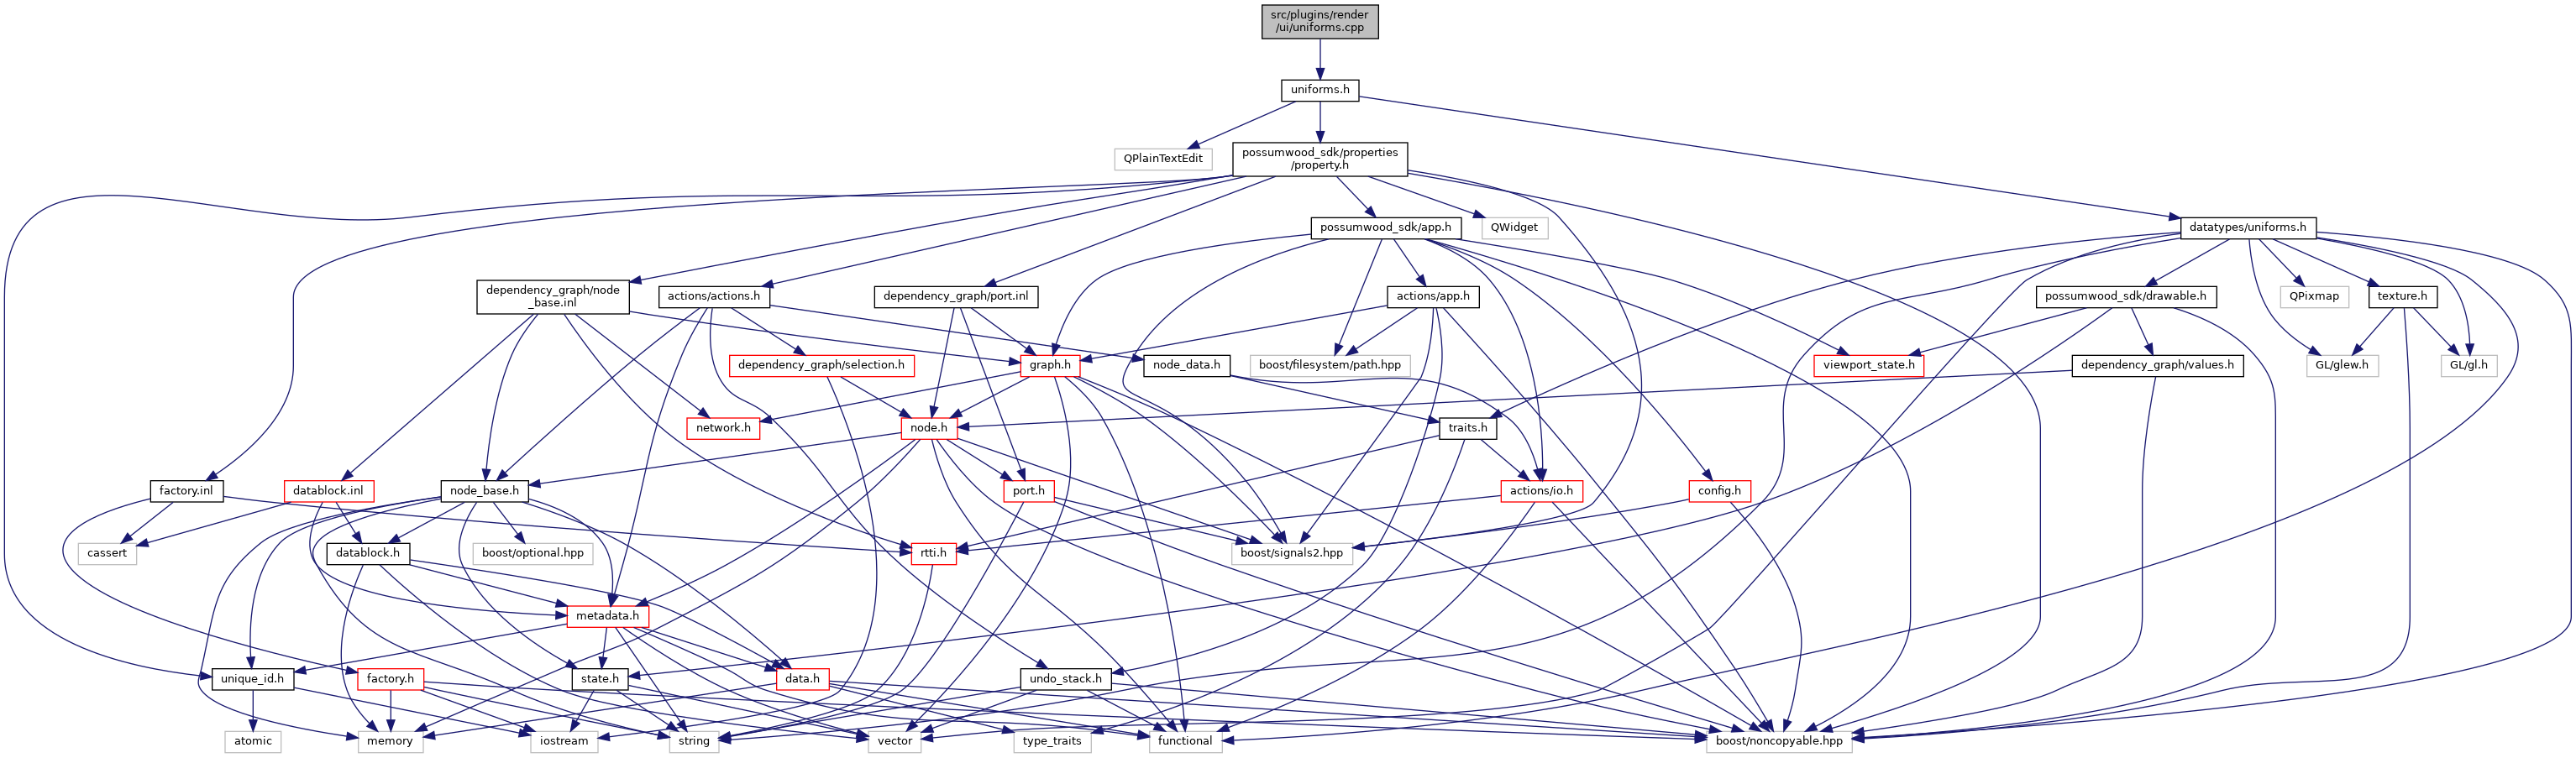 src/plugins/render
/ui/uniforms.cpp
uniforms.h
QPlainTextEdit
possumwood_sdk/properties
/property.h
possumwood_sdk/app.h
QWidget
datatypes/uniforms.h
dependency_graph/node
_base.inl
actions/actions.h
dependency_graph/port.inl
actions/app.h
possumwood_sdk/drawable.h
QPixmap
texture.h
dependency_graph/selection.h
graph.h
node_data.h
boost/filesystem/path.hpp
viewport_state.h
dependency_graph/values.h
GL/glew.h
GL/gl.h
network.h
node.h
traits.h
factory.inl
datablock.inl
node_base.h
port.h
actions/io.h
config.h
cassert
datablock.h
boost/optional.hpp
rtti.h
boost/signals2.hpp
metadata.h
unique_id.h
factory.h
state.h
data.h
undo_stack.h
atomic
memory
iostream
string
vector
type_traits
functional
boost/noncopyable.hpp